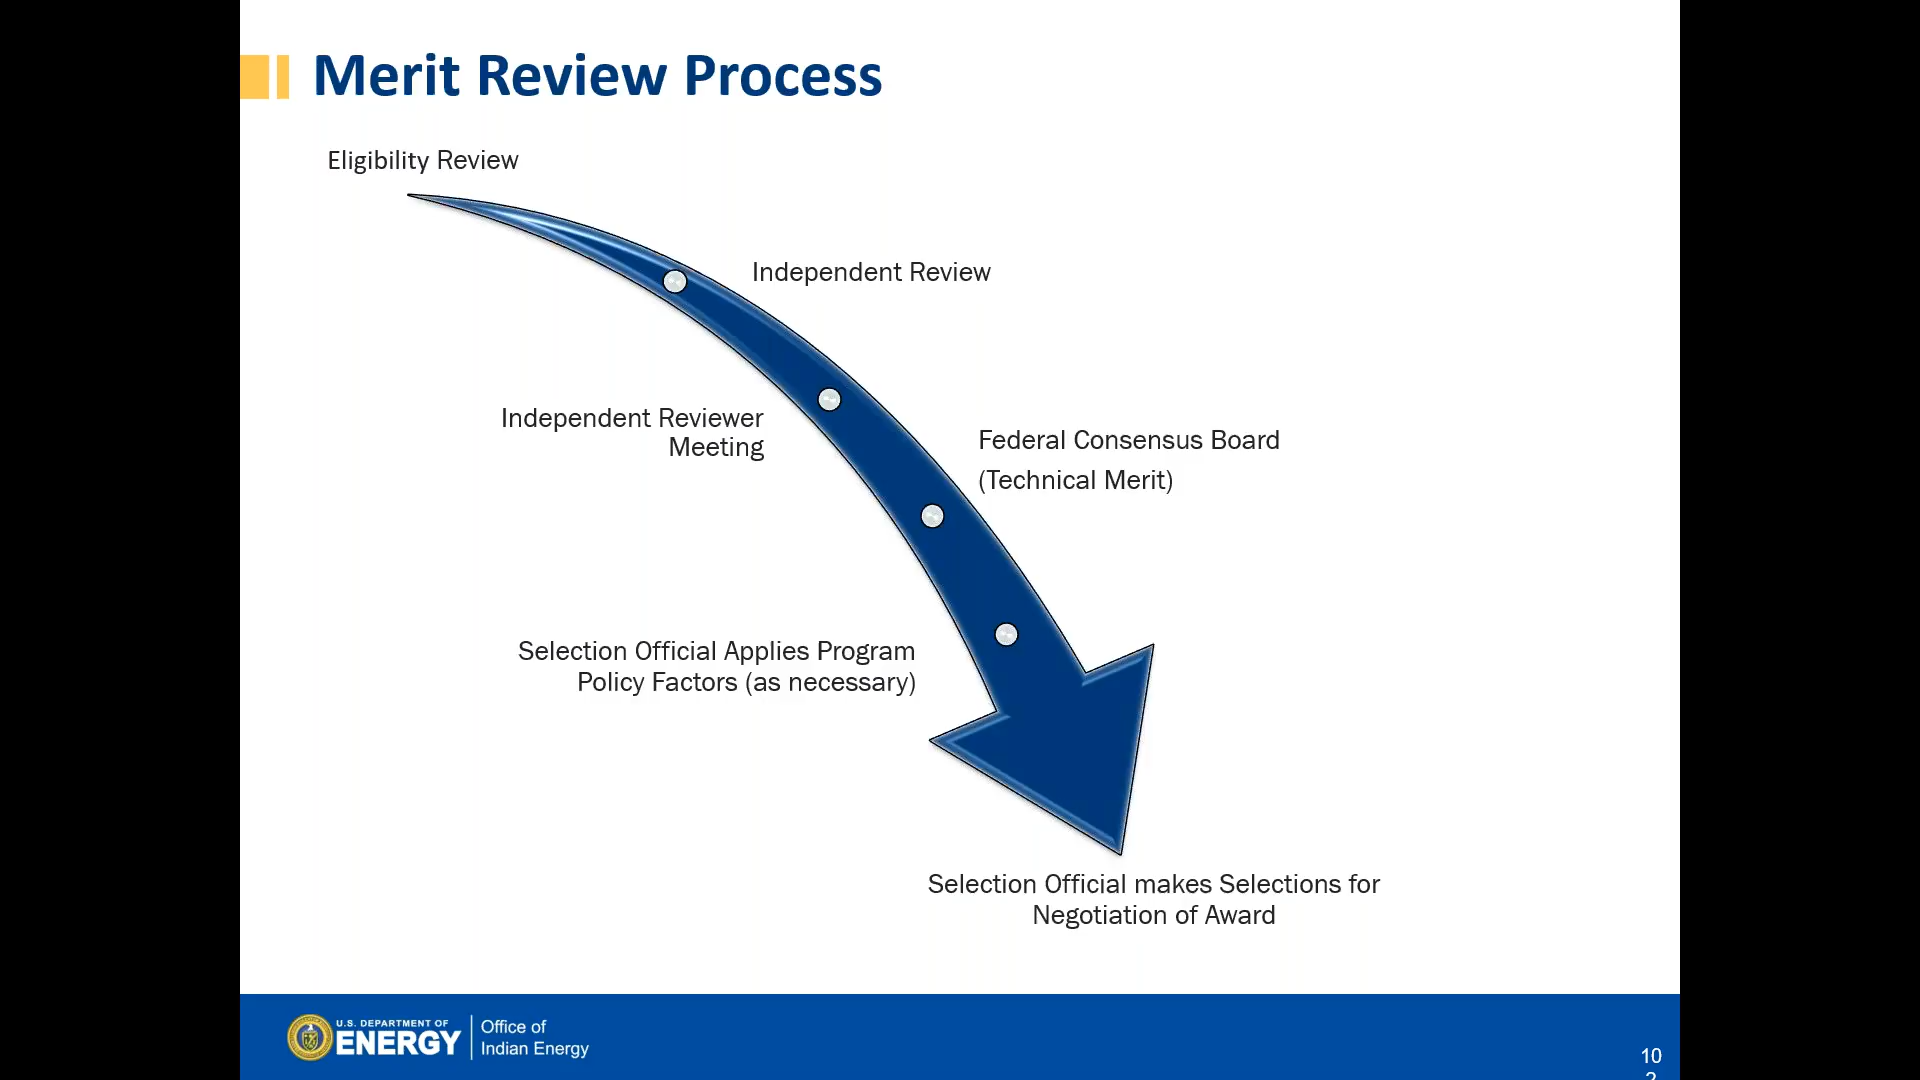 Merit Review Process
Eligibility Review
Independent Review
Independent Reviewer
Meeting
Federal Consensus Board
(Technical Merit)
Selection Official Applies Program
Policy Factors (as necessary)
Selection Official makes Selections for
Negotiation of Award
U.S. DEPARTMENT OF
ENERGY
Office of
Indian Energy
10